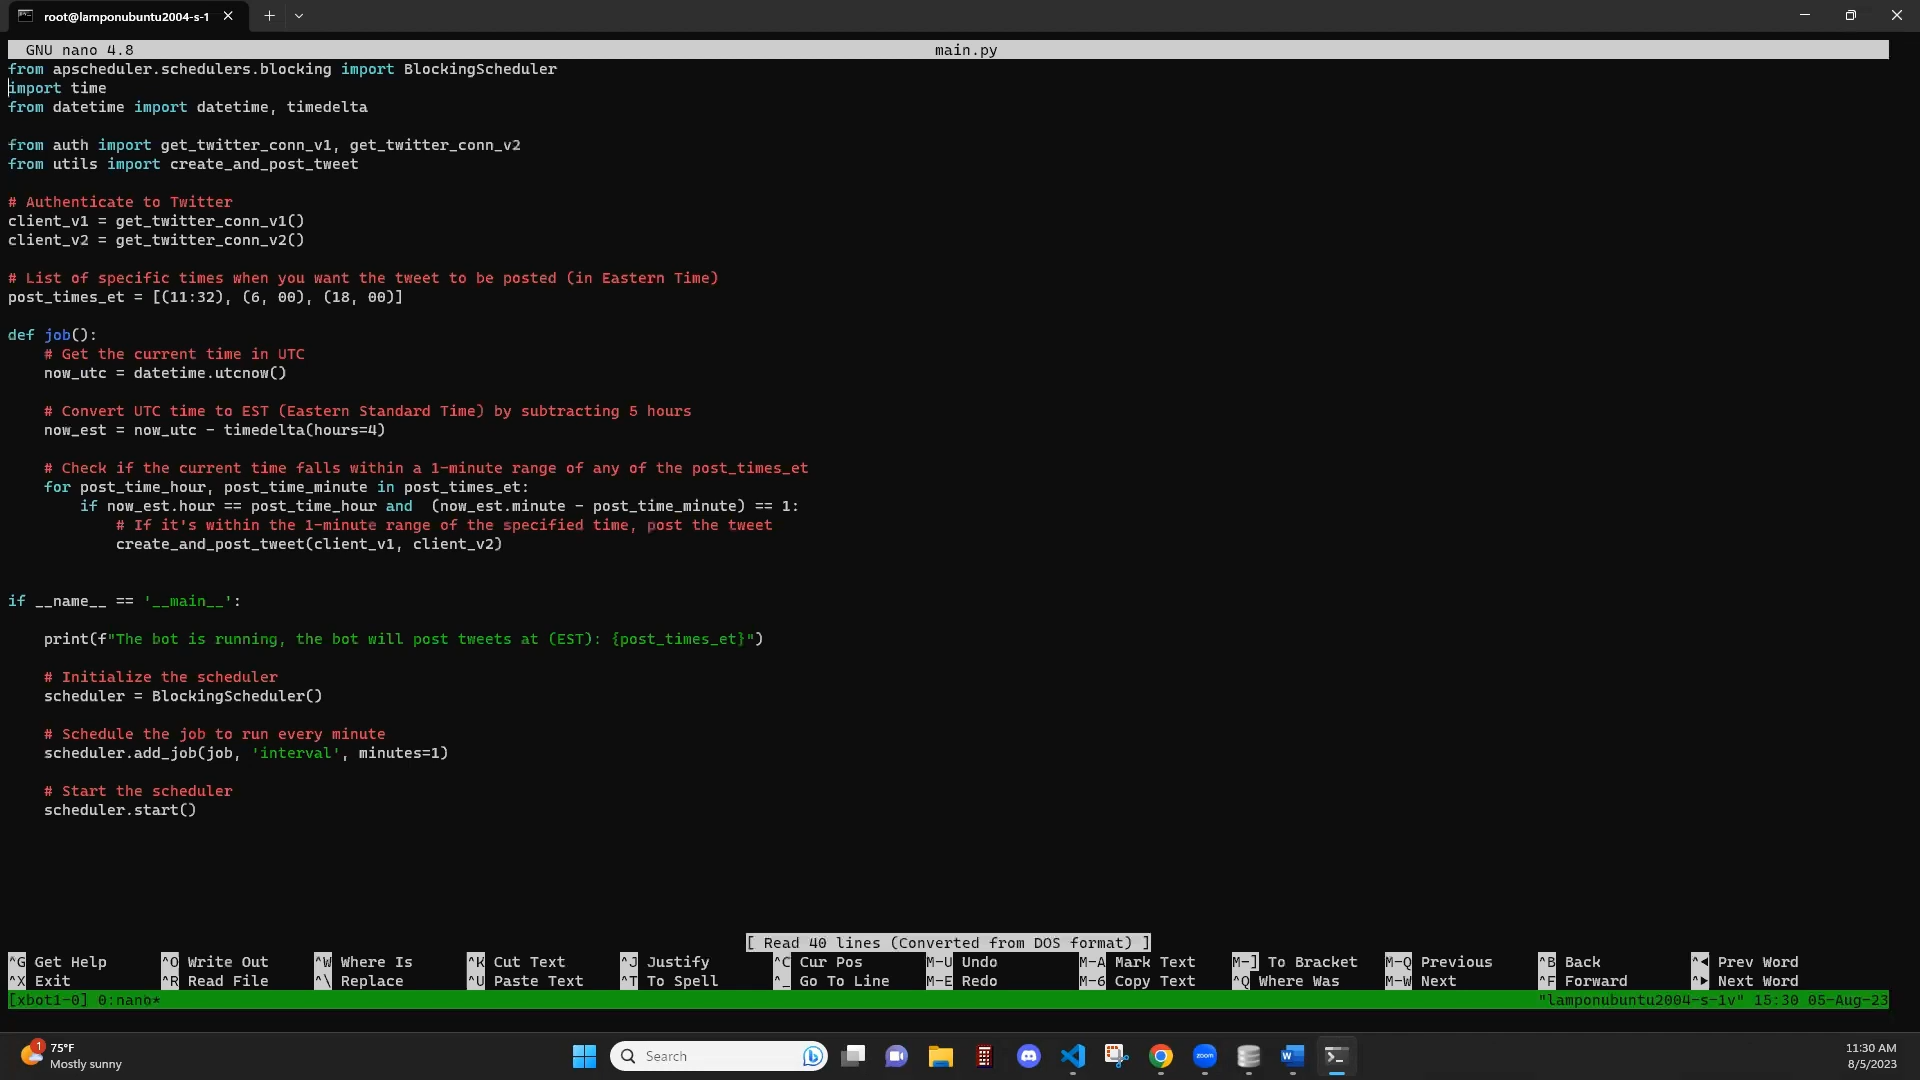 root@lamponubuntu2004-s-1
GNU nano 4.8 main.py
from apscheduler.schedulers.blocking import BlockingScheduler
import time
from datetime import datetime, timedelta
from auth import get_twitter_conn_v1, get_twitter_conn_v2
from utils import create_and_post_tweet
# Authenticate to Twitter
client_v1 = get_twitter_conn_v1()
client_v2 = get_twitter_conn_v2()
# List of specific times when you want the tweet to be posted (in Eastern Time)
post_times_et = [(11:32), (6, 00), (18, 00)]
def job():
    # Get the current time in UTC
    now_utc = datetime.utcnow()
    # Convert UTC time to EST (Eastern Standard Time) by subtracting 5 hours
    now_est = now_utc - timedelta(hours=4)
    # Check if the current time falls within a 1-minute range of any of the post_times_et
    for post_time_hour, post_time_minute in post_times_et:
        if now_est.hour == post_time_hour and  (now_est.minute - post_time_minute) == 1:
            # If it's within the 1-minute range of the specified time, post the tweet
            create_and_post_tweet(client_v1, client_v2)
if __name__ == '__main__':
    print(f"The bot is running, the bot will post tweets at (EST): {post_times_et}")
    # Initialize the scheduler
    scheduler = BlockingScheduler()
    # Schedule the job to run every minute
    scheduler.add_job(job, 'interval', minutes=1)
    # Start the scheduler
    scheduler.start()
[ Read 40 lines (Converted from DOS format) ]
^G Get Help ^O Write Out ^W Where Is ^K Cut Text ^J Justify ^C Cur Pos M-U Undo M-A Mark Text M-] To Bracket M-Q Previous ^B Back ^◄ Prev Word
^X Exit ^R Read File ^\ Replace ^U Paste Text ^T To Spell ^_ Go To Line M-E Redo M-6 Copy Text ^Q Where Was M-W Next ^F Forward ^► Next Word
[xbot1-0] 0:nano* "lamponubuntu2004-s-1v" 15:30 05-Aug-23
1
75°F
Mostly sunny
Search
zoom
W
11:30 AM
8/5/2023